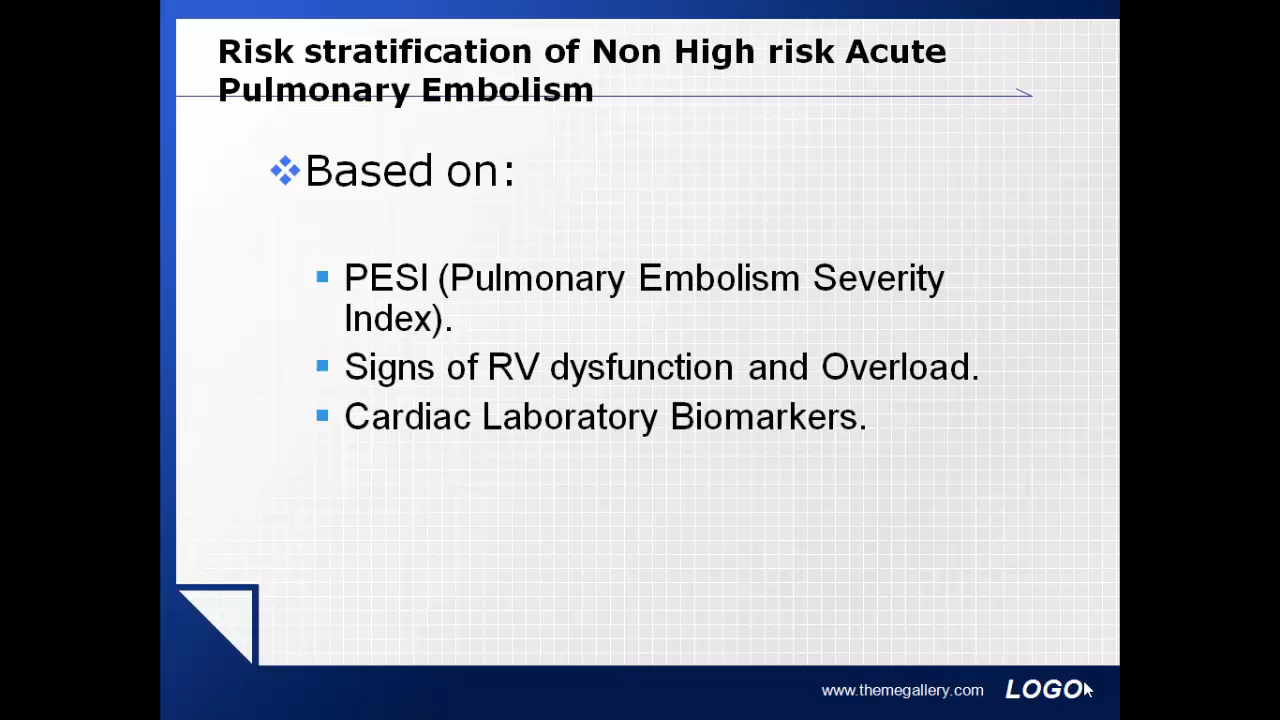 Risk stratification of Non High risk Acute
Pulmonary Embolism
Based on:
PESI (Pulmonary Embolism Severity
Index).
Signs of RV dysfunction and Overload.
Cardiac Laboratory Biomarkers.
www.themegallery.com
LOGO